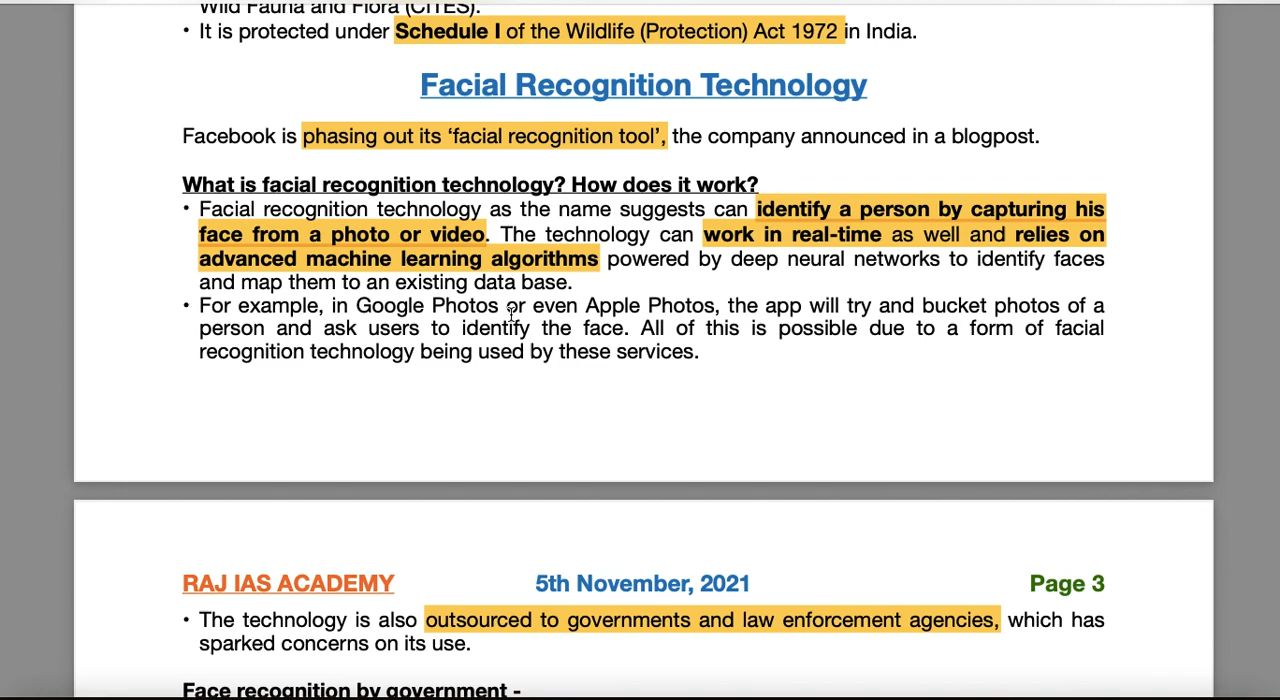 Wild Fauna and Flora (CITES).
• It is protected under Schedule I of the Wildlife (Protection) Act 1972 in India.
Facial Recognition Technology
Facebook is phasing out its ‘facial recognition tool’, the company announced in a blogpost.
What is facial recognition technology? How does it work?
• Facial recognition technology as the name suggests can identify a person by capturing his
face from a photo or video. The technology can work in real-time as well and relies on
advanced machine learning algorithms powered by deep neural networks to identify faces
and map them to an existing data base.
• For example, in Google Photos or even Apple Photos, the app will try and bucket photos of a
person and ask users to identify the face. All of this is possible due to a form of facial
recognition technology being used by these services.
RAJ IAS ACADEMY 5th November, 2021 Page 3
• The technology is also outsourced to governments and law enforcement agencies, which has
sparked concerns on its use.
Face recognition by government -